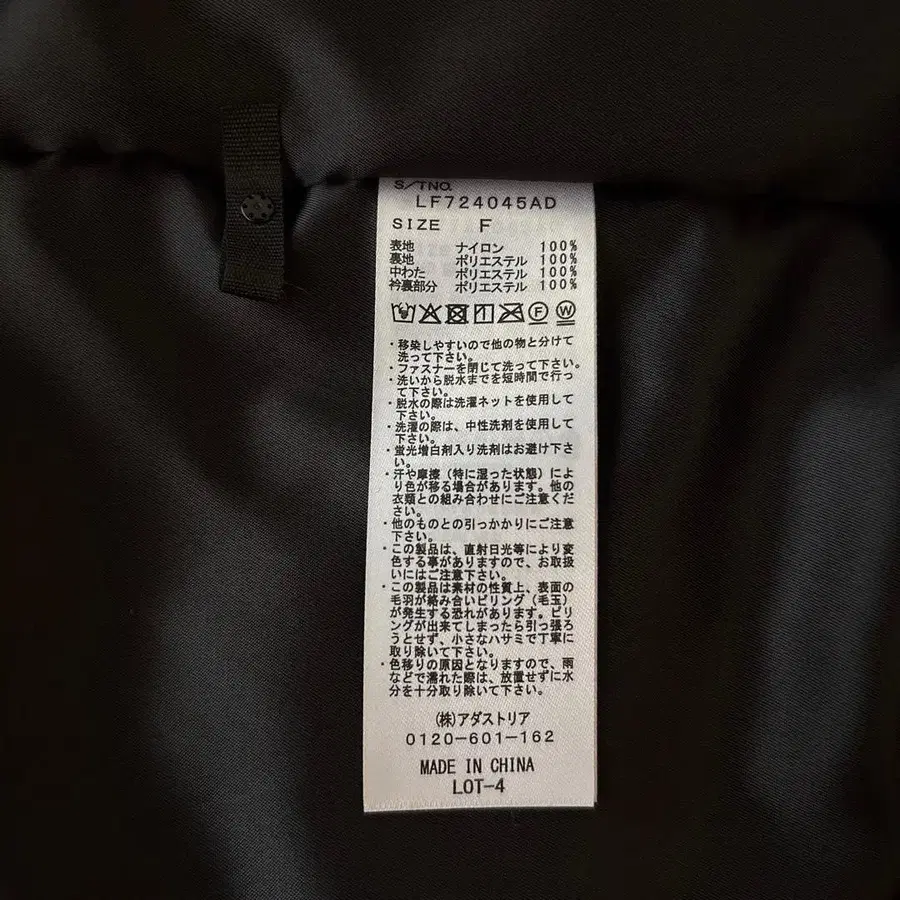 S/TNO.
LF724045AD
SIZE F
表地 ナイロン 100%
裏地 ポリエステル 100%
中わた ポリエステル 100%
衿裏部分 ポリエステル 100%
F W
・移染しやすいので他の物と分けて
洗って下さい。
・ファスナーを閉じて洗って下さい。
・洗いから脱水までを短時間で行っ
て下さい。
・脱水の際は洗濯ネットを使用して
下さい。
・洗濯の際は、中性洗剤を使用して
下さい。
・蛍光増白剤入り洗剤はお避け下さ
い。
・汗や摩擦（特に湿った状態）によ
り色が移る場合があります。他の
衣類との組み合わせにご注意くだ
さい。
・他のものとの引っかかりにご注意
下さい。
・この製品は、直射日光等により変
色する事がありますので、お取扱
いにはご注意下さい。
・この製品は素材の性質上、表面の
毛羽が絡み合いピリング（毛玉）
が発生する恐れがあります。ピリ
ングが出来てしまったら引っ張ろ
うとせず、小さなハサミで丁寧に
取り除いて下さい。
・色移りの原因となりますので、雨
などで濡れた際は、放置せずに水
分を十分取り除いて下さい。
(株)アダストリア
0120-601-162
MADE IN CHINA
LOT-4